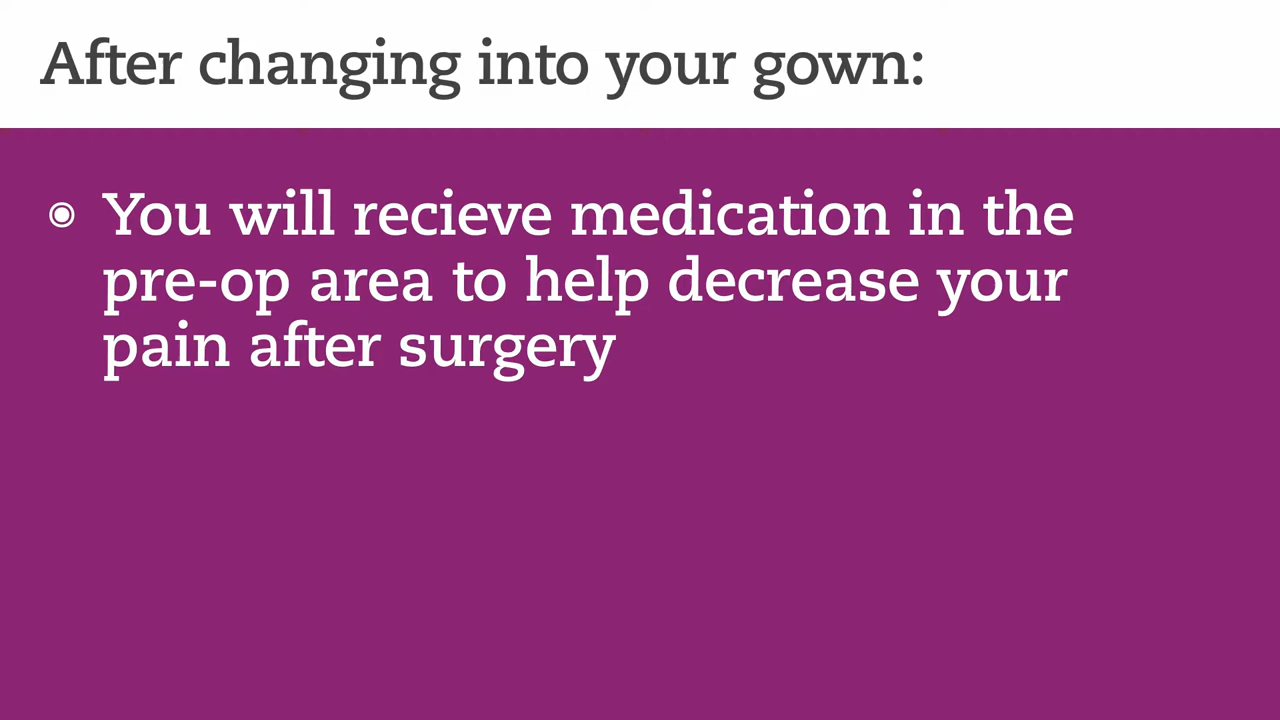 After changing into your gown:
You will recieve medication in the
pre-op area to help decrease your
pain after surgery